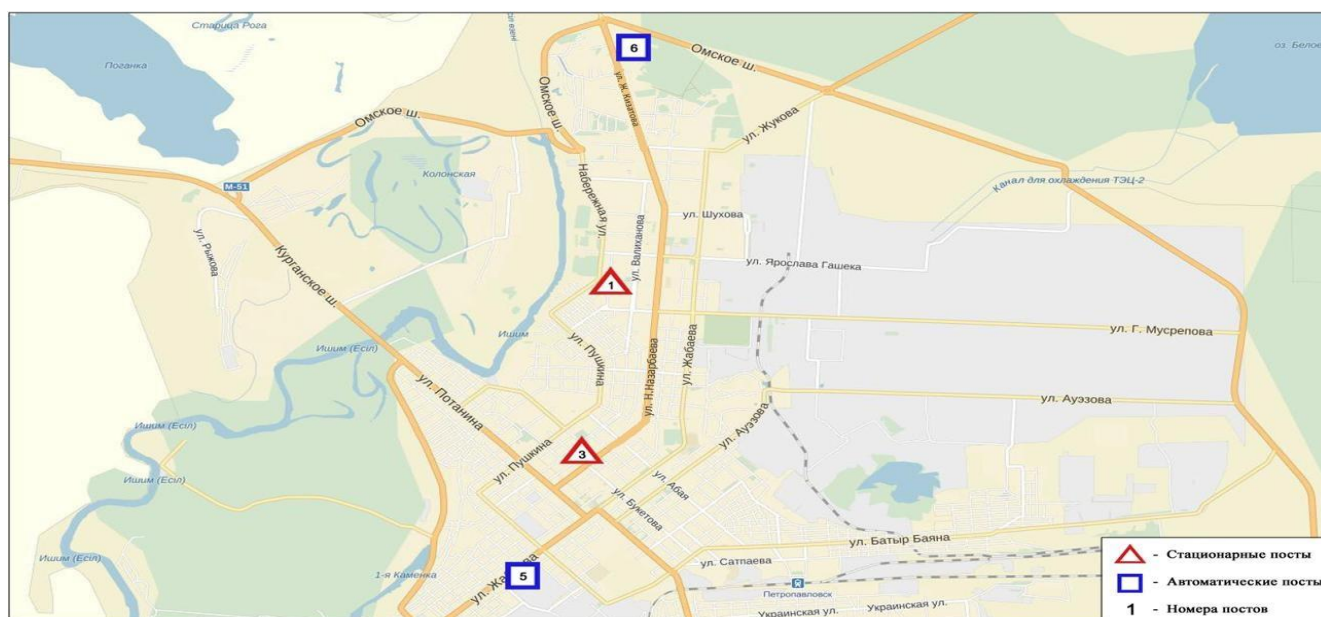 Старица Рога
Поганка
6
Омское ш.
оз. Белое
ул. Ж. Кизатова
Омское ш.
Омское ш.
ул. Жукова
Колонская
М-51
Канал для охлаждения ТЭЦ-2
Набережная ул.
ул. Шухова
ул. Рыжова
ул. Валиханова
ул. Ярослава Гашека
Курганское ш.
1
Ишим
ул. Г. Мусрепова
Ишим (Есіл)
ул. Пушкина
ул. Жабаева
ул. Н.Назарбаева
ул. Потанина
ул. Ауэзова
ул. Ауэзова
Ишим (Есіл)
ул. Пушкина
3
Ишим (Есіл)
ул. Абая
ул. Букетова
ул. Батыр Баяна
Ишим (Есіл)
1-я Каменка
5
ул. Сатпаева
Петропавловск
Украинская ул.
Украинская ул.
- Стационарные посты
- Автоматические посты
1 - Номера постов